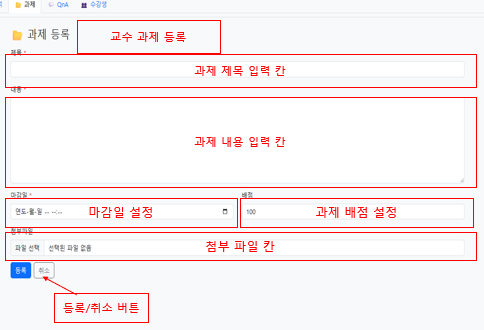 과제 QnA 수강생
과제 등록
교수 과제 등록
제목 *
과제 제목 입력 칸
내용 *
과제 내용 입력 칸
마감일 * 배점
연도-월-일 -- --:-- 마감일 설정 100 과제 배점 설정
첨부파일
파일 선택 선택된 파일 없음 첨부 파일 칸
등록 취소
등록/취소 버튼